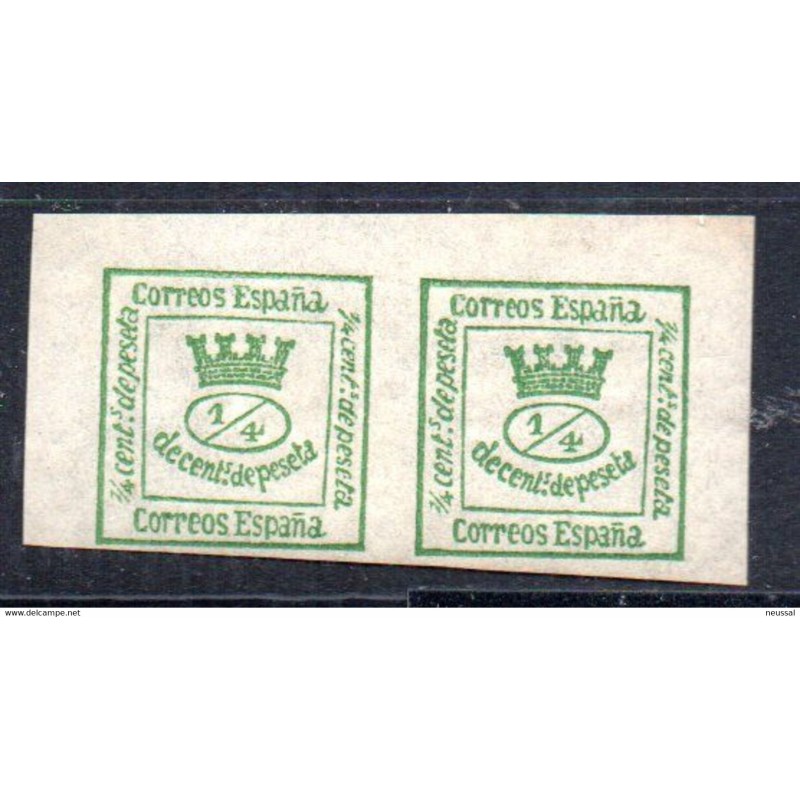 Correos España
¼ cent.s de peseta
¼ cent.s de peseta
1/4
de cent.s de peseta
Correos España
Correos España
¼ cent.s de peseta
¼ cent.s de peseta
1/4
de cent.s de peseta
Correos España
www.delcampe.net
neussal